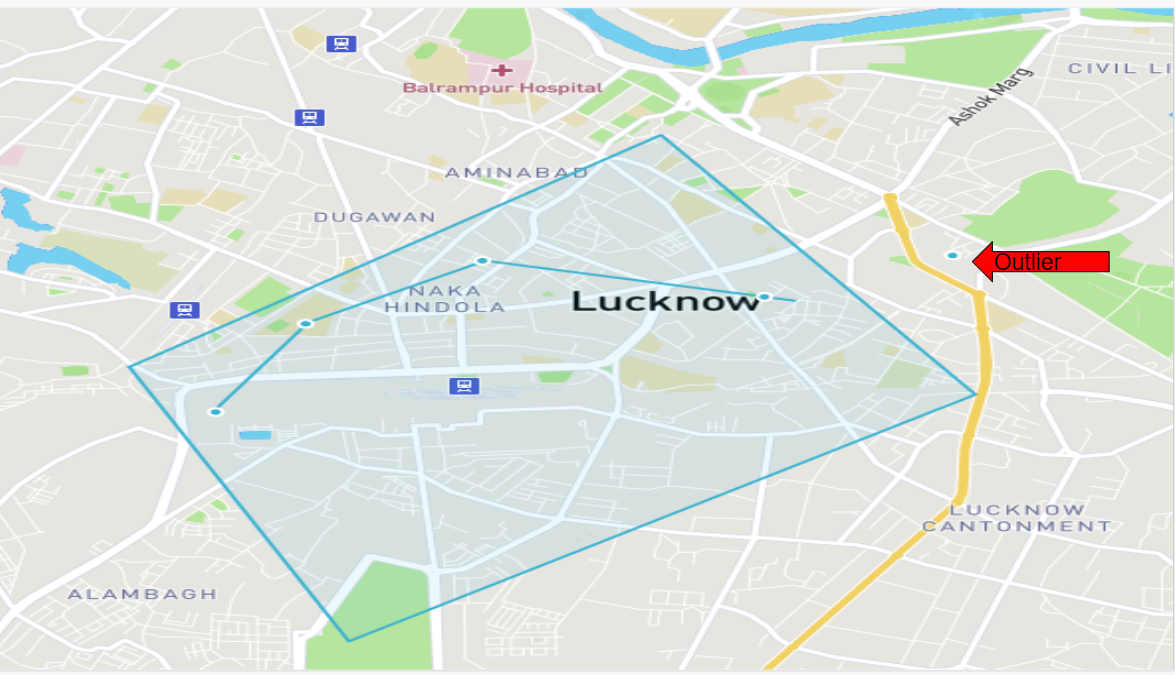 CIVIL LI
Balrampur Hospital
Ashok Marg
AMINABAD
DUGAWAN
Outlier
NAKA
HINDOLA
Lucknow
LUCKNOW
CANTONMENT
ALAMBAGH